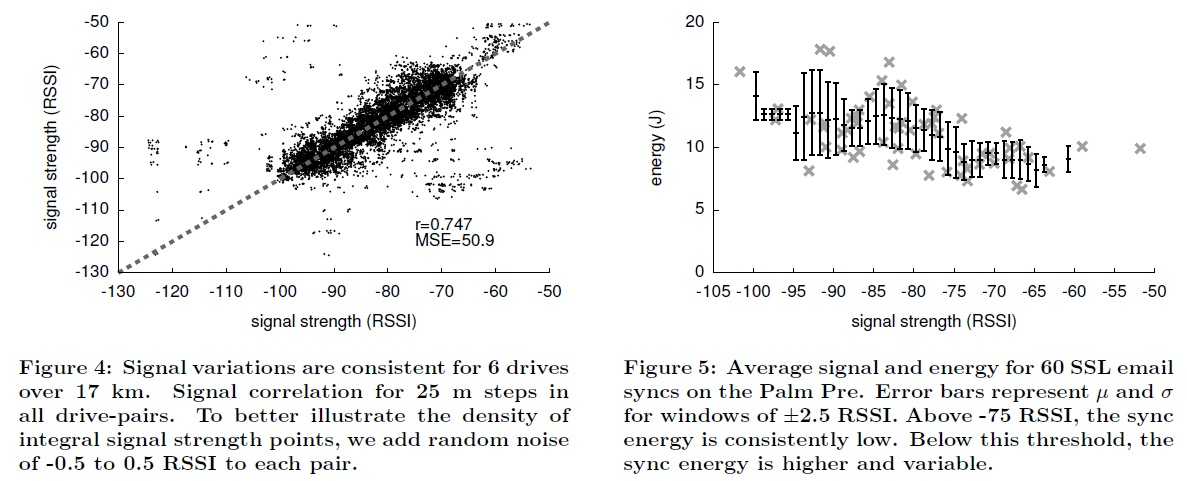 -50
-60
-70
-80
-90
-100
-110
-120
-130
signal strength (RSSI)
r=0.747
MSE=50.9
-130 -120 -110 -100 -90 -80 -70 -60 -50
signal strength (RSSI)
Figure 4: Signal variations are consistent for 6 drives
over 17 km. Signal correlation for 25 m steps in
all drive-pairs. To better illustrate the density of
integral signal strength points, we add random noise
of -0.5 to 0.5 RSSI to each pair.
20
15
10
5
0
energy (J)
-105 -100 -95 -90 -85 -80 -75 -70 -65 -60 -55 -50
signal strength (RSSI)
Figure 5: Average signal and energy for 60 SSL email
syncs on the Palm Pre. Error bars represent μ and σ
for windows of ±2.5 RSSI. Above -75 RSSI, the sync
energy is consistently low. Below this threshold, the
sync energy is higher and variable.